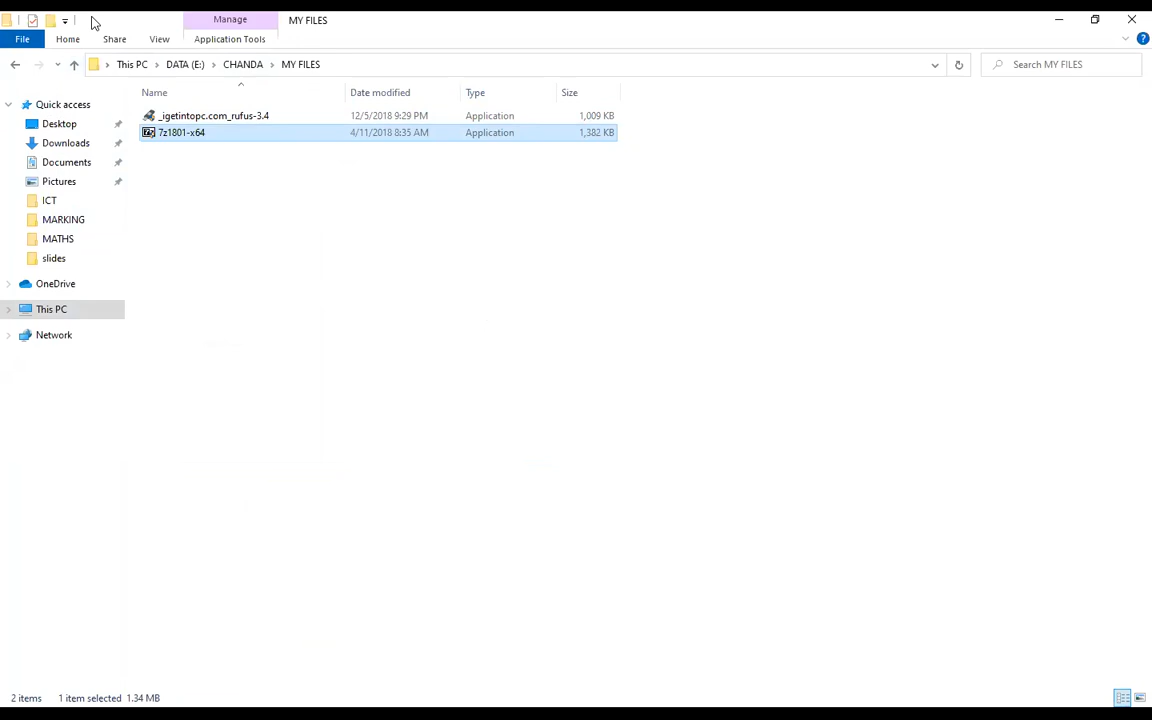 Manage MY FILES
File Home Share View Application Tools
This PC DATA (E:) CHANDA MY FILES Search MY FILES
Name Date modified Type Size
_igetintopc.com_rufus-3.4 12/5/2018 9:29 PM Application 1,009 KB
7z1801-x64 4/11/2018 8:35 AM Application 1,382 KB
Quick access
Desktop
Downloads
Documents
Pictures
ICT
MARKING
MATHS
slides
OneDrive
This PC
Network
2 items 1 item selected 1.34 MB